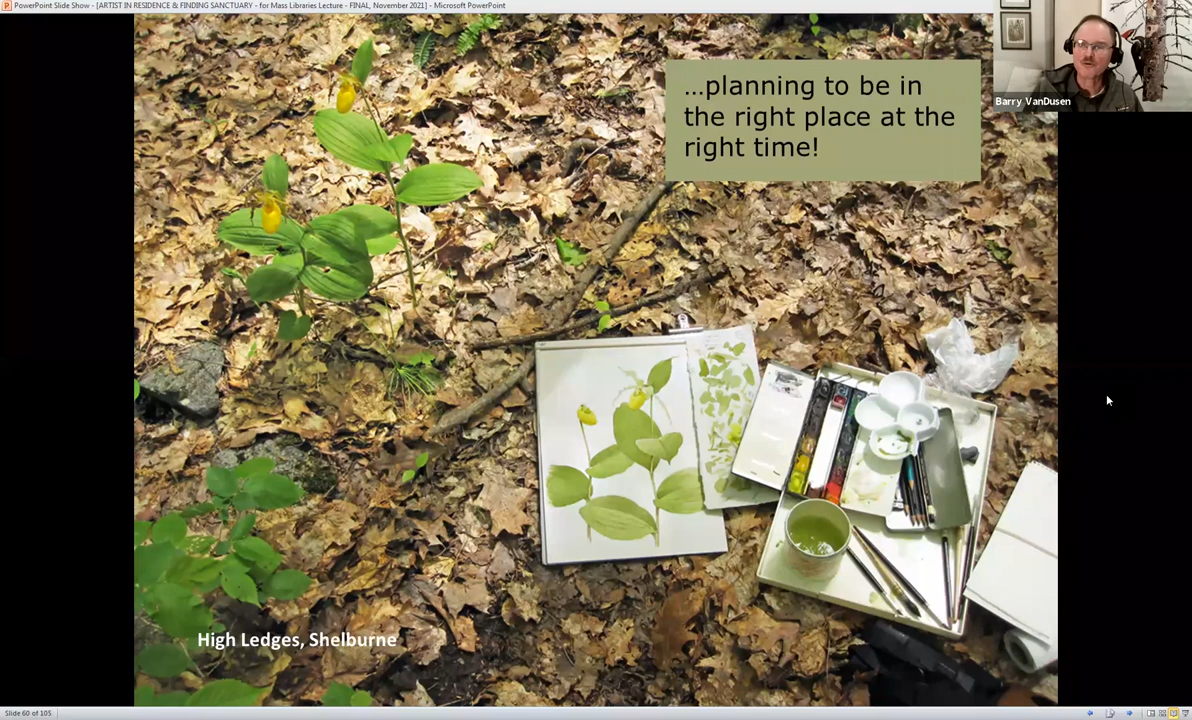 PowerPoint Slide Show - [ARTIST IN RESIDENCE & FINDING SANCTUARY - for Mass Libraries Lecture - FINAL, November 2021] - Microsoft PowerPoint
...planning to be in
the right place at the
right time!
Barry VanDusen
High Ledges, Shelburne
Slide 60 of 105